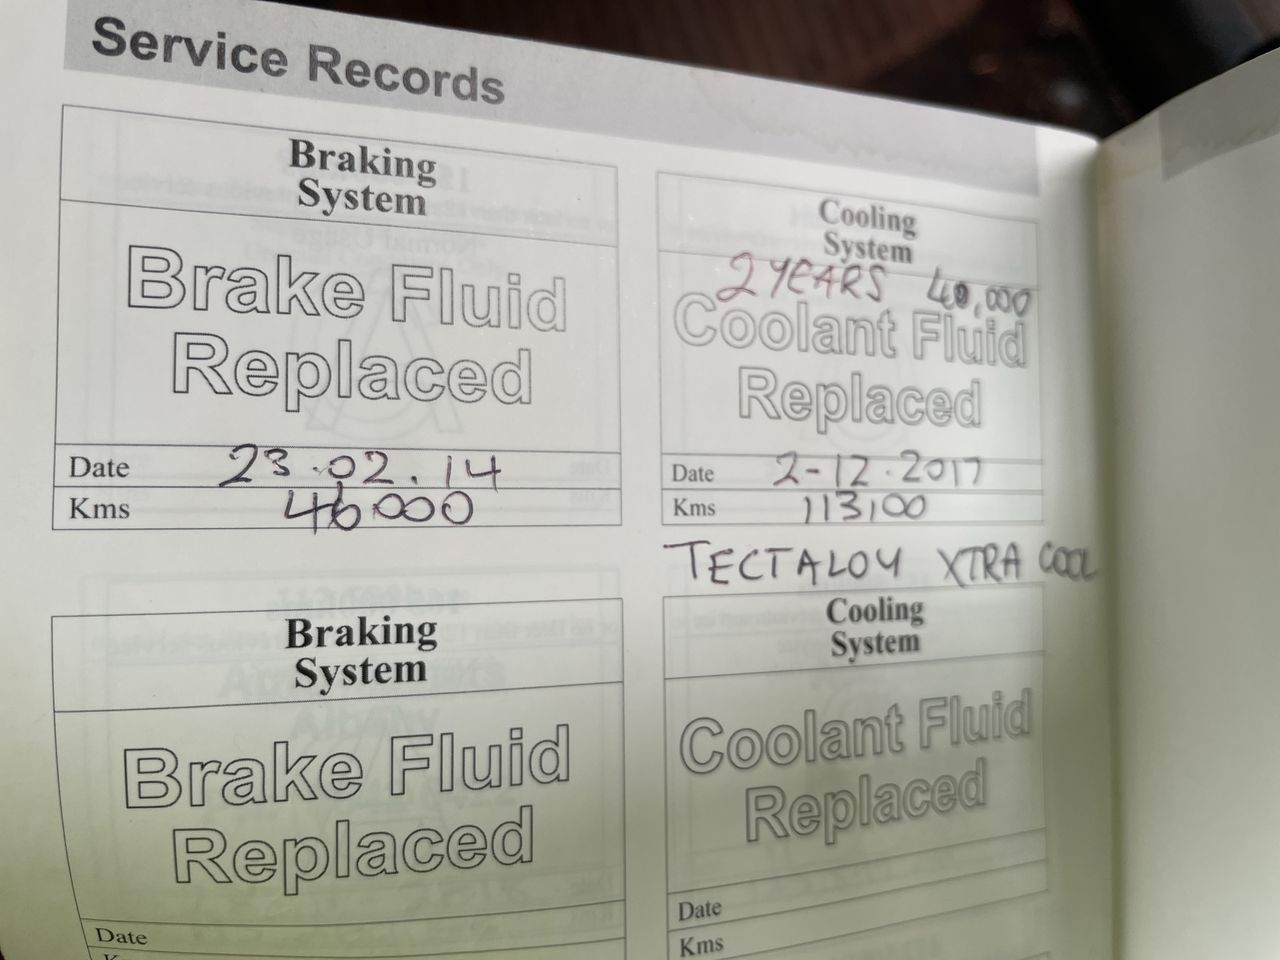 Service Records
Braking
System
Brake Fluid
Replaced
Date 23.02.14
Kms 46000
Cooling
System
2 YEARS 40,000
Coolant Fluid
Replaced
Date 2-12.2017
Kms 113,100
TECTALOY XTRA COOL
Braking
System
Brake Fluid
Replaced
Date
Cooling
System
Coolant Fluid
Replaced
Date
Kms